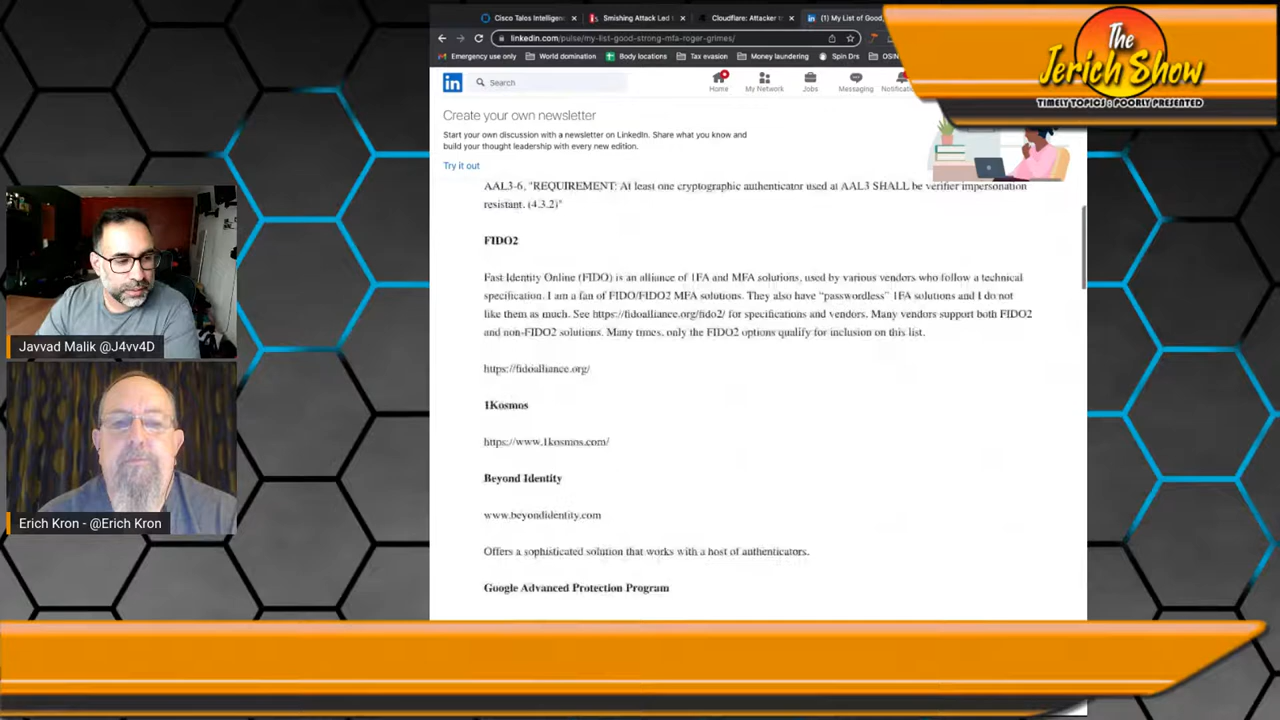 Cisco Talos Intelligenc
Smishing Attack Led
Cloudflare: Attacker t
(1) My List of Good,
linkedin.com/pulse/my-list-good-strong-mfa-roger-grimes/
Emergency use only
World domination
Body locations
Tax evasion
Money laundering
Spin Drs
OSIN
The
Jerich Show
TIMELY TOPICS : POORLY PRESENTED
in
Search
Home
My Network
Jobs
Messaging
Notificati
Create your own newsletter
Start your own discussion with a newsletter on LinkedIn. Share what you know and
build your thought leadership with every new edition.
Try it out
AAL3-6, "REQUIREMENT: At least one cryptographic authenticator used at AAL3 SHALL be verifier impersonation
resistant. (4.3.2)"
FIDO2
Fast Identity Online (FIDO) is an alliance of 1FA and MFA solutions, used by various vendors who follow a technical
specification. I am a fan of FIDO/FIDO2 MFA solutions. They also have “passwordless” 1FA solutions and I do not
like them as much. See https://fidoalliance.org/fido2/ for specifications and vendors. Many vendors support both FIDO2
and non-FIDO2 solutions. Many times, only the FIDO2 options qualify for inclusion on this list.
https://fidoalliance.org/
1Kosmos
https://www.1kosmos.com/
Beyond Identity
www.beyondidentity.com
Offers a sophisticated solution that works with a host of authenticators.
Google Advanced Protection Program
Javvad Malik @J4vv4D
Erich Kron - @Erich Kron